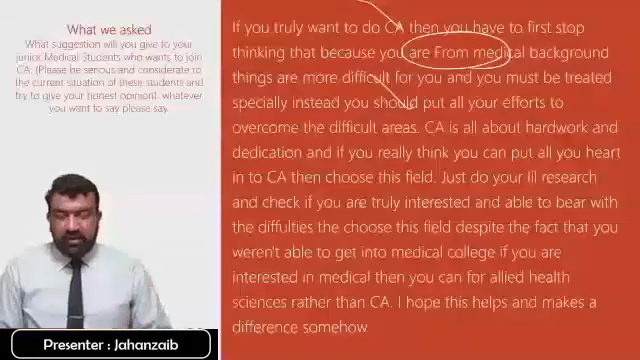 What we asked
What suggestion will you give to your
junior Medical Students who wants to join
CA. (Please be serious and considerate to
the current situation of these students and
try to give your honest opinion). whatever
you want to say please say.
If you truly want to do CA then you have to first stop
thinking that because you are From medical background
things are more difficult for you and you must be treated
specially instead you should put all your efforts to
overcome the difficult areas. CA is all about hardwork and
dedication and if you really think you can put all you heart
in to CA then choose this field. Just do your lil research
and check if you are truly interested and able to bear with
the diffulties the choose this field despite the fact that you
weren't able to get into medical college if you are
interested in medical then you can for allied health
sciences rather than CA. I hope this helps and makes a
difference somehow.
Presenter : Jahanzaib